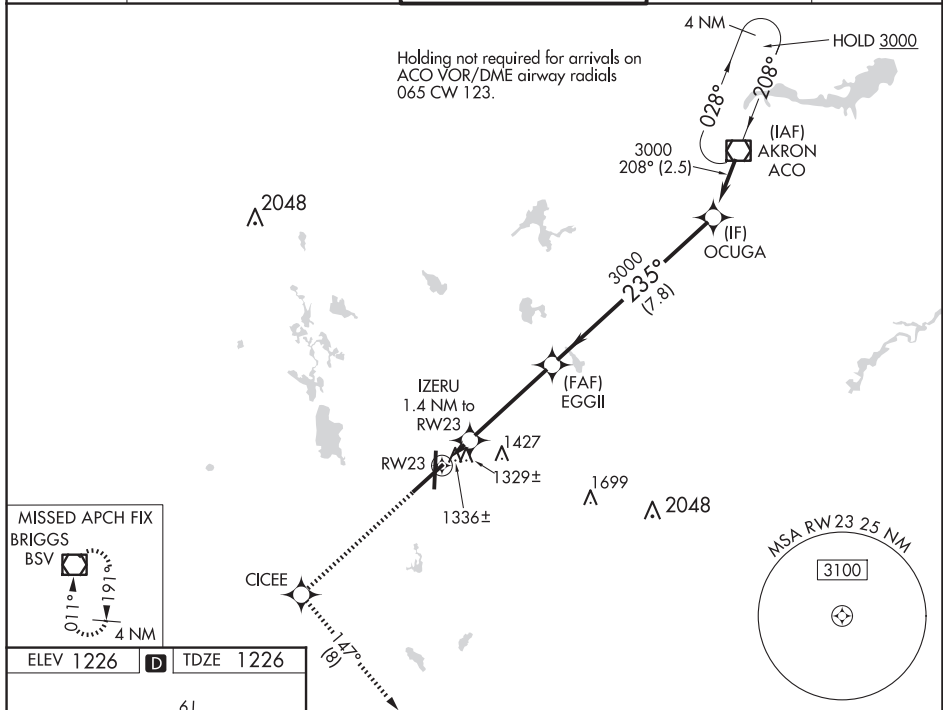 4 NM
HOLD 3000
Holding not required for arrivals on
ACO VOR/DME airway radials
065 CW 123.
028°
208°
(IAF)
AKRON
ACO
3000
208° (2.5)
2048
(IF)
OCUGA
3000
235°
(7.8)
(FAF)
EGGII
IZERU
1.4 NM to
RW23
1427
RW23
1329±
1336±
1699
2048
MISSED APCH FIX
BRIGGS
BSV
011°
191°
4 NM
CICEE
147°
(8)
MSA RW 23 25 NM
3100
ELEV 1226 D TDZE 1226